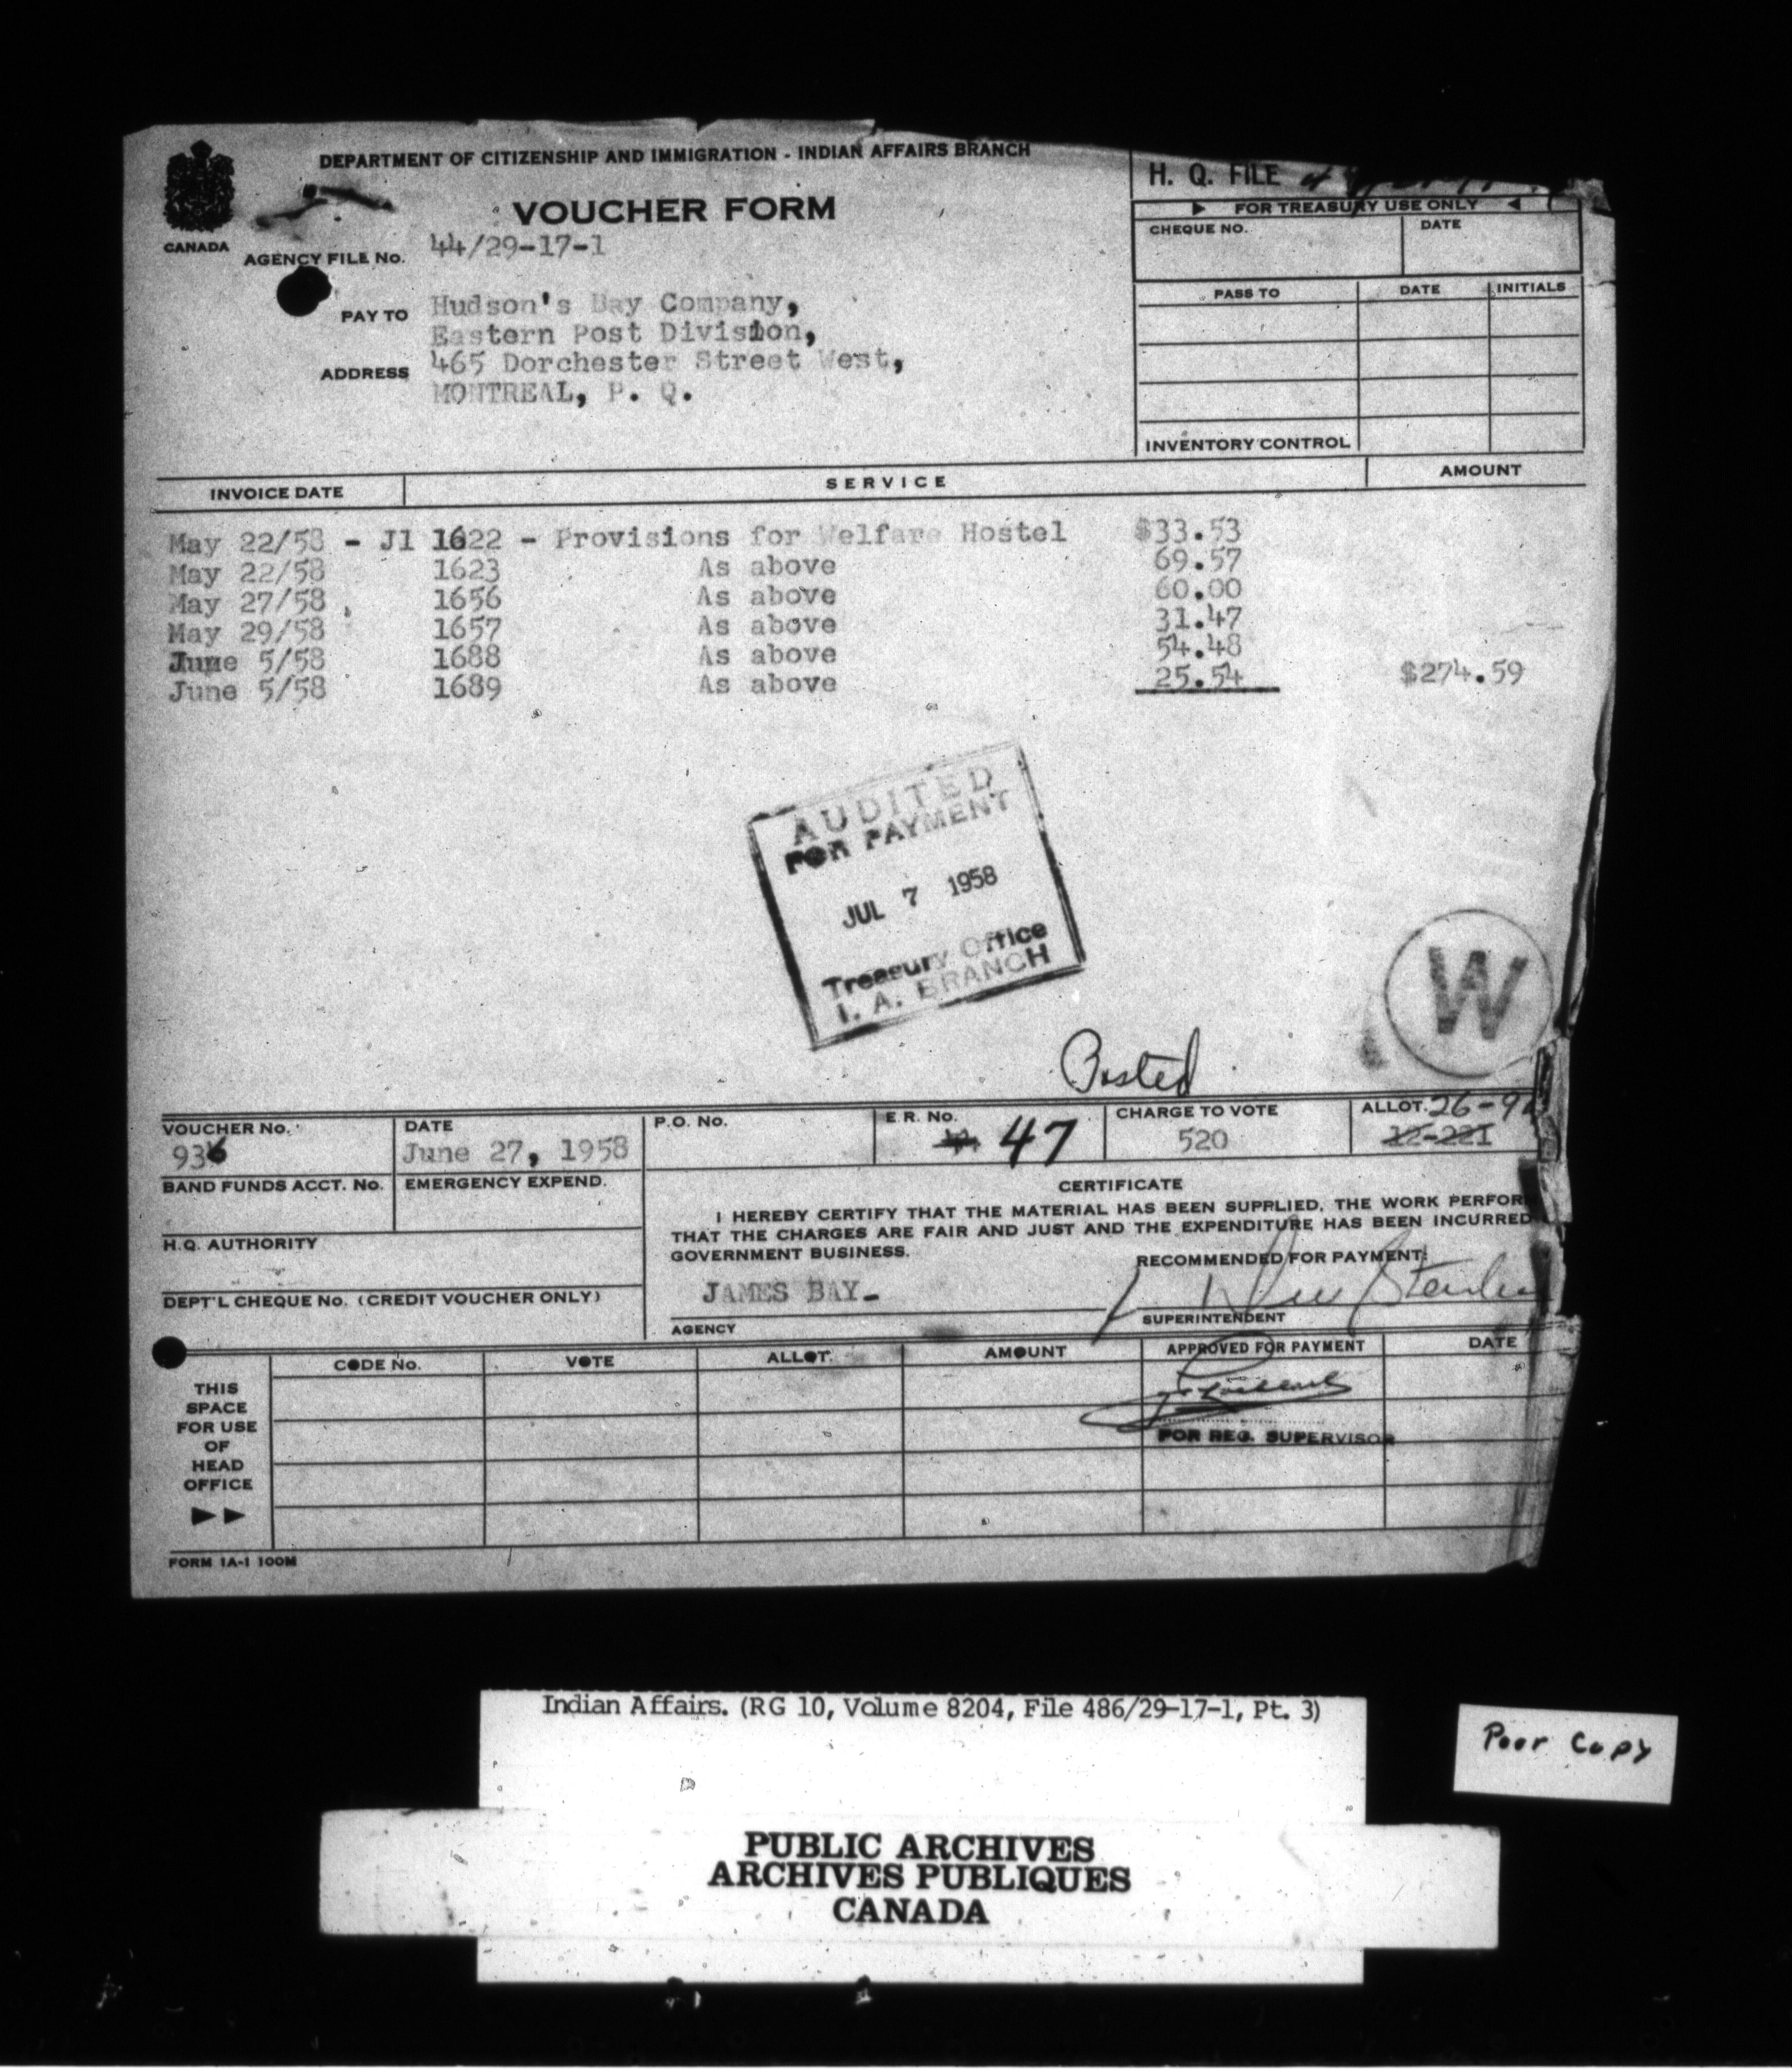 DEPARTMENT OF CITIZENSHIP AND IMMIGRATION - INDIAN AFFAIRS BRANCH
H. Q. FILE
VOUCHER FORM
FOR TREASURY USE ONLY
CANADA
AGENCY FILE No. 44/29-17-1
CHEQUE NO. DATE
PAY TO Hudson's Bay Company,
Eastern Post Division,
ADDRESS 465 Dorchester Street West,
MONTREAL, P. Q.
PASS TO DATE INITIALS
INVENTORY CONTROL
INVOICE DATE SERVICE AMOUNT
May 22/58 - J1 1622 - Provisions for Welfare Hostel $33.53
May 22/58 1623 As above 69.57
May 27/58 1656 As above 60.00
May 29/58 1657 As above 31.47
June 5/58 1688 As above 54.48
June 5/58 1689 As above 25.54 $274.59
AUDITED
FOR PAYMENT
JUL 7 1958
Treasury Office
I. A. BRANCH
W
Posted
VOUCHER No. DATE P.O. No. E.R. No. CHARGE TO VOTE ALLOT.
936 June 27, 1958 47 520 12-221
BAND FUNDS ACCT. No. EMERGENCY EXPEND.
H.Q. AUTHORITY
DEPT'L CHEQUE No. (CREDIT VOUCHER ONLY)
CERTIFICATE
I HEREBY CERTIFY THAT THE MATERIAL HAS BEEN SUPPLIED, THE WORK PERFOR
THAT THE CHARGES ARE FAIR AND JUST AND THE EXPENDITURE HAS BEEN INCURRED
GOVERNMENT BUSINESS.
RECOMMENDED FOR PAYMENT:
JAMES BAY.
AGENCY SUPERINTENDENT
CODE No. VOTE ALLOT. AMOUNT APPROVED FOR PAYMENT DATE
THIS
SPACE
FOR USE
OF
HEAD
OFFICE
FOR REG. SUPERVISOR
FORM IA-1 100M
Indian Affairs. (RG 10, Volume 8204, File 486/29-17-1, Pt. 3)
Poor Copy
PUBLIC ARCHIVES
ARCHIVES PUBLIQUES
CANADA